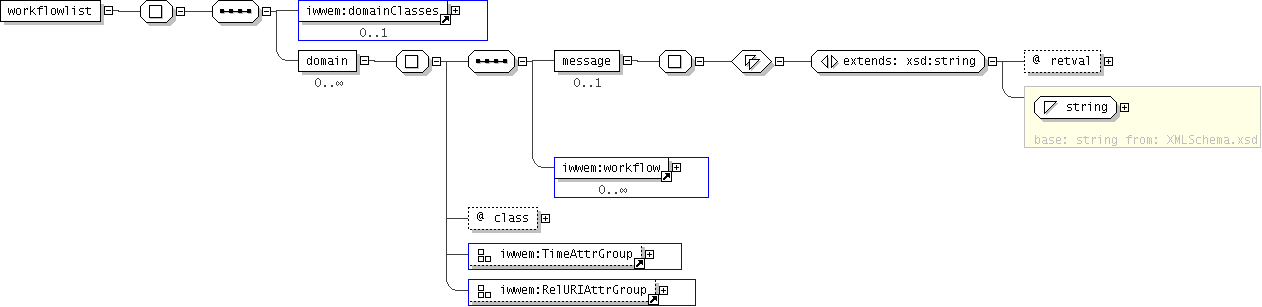 workflowlist
iwwem:domainClasses
0..1
domain
0..∞
message
0..1
extends: xsd:string
@ retval
string
base: string from: XMLSchema.xsd
iwwem:workflow
0..∞
@ class
iwwem:TimeAttrGroup
iwwem:RelURIAttrGroup